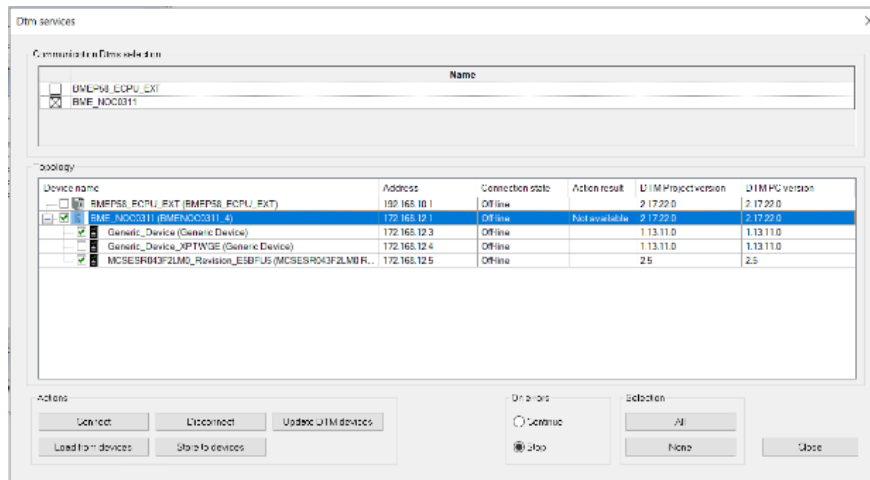 Dtm services
Communication Dtms selection
Name
BMEP58_ECPU_EXT
BME_NOC0311
Topology
Device name Address Connection state Action result DTM Project version DTM PC version
BMEP58_ECPU_EXT (BMEP58_ECPU_EXT) 192.168.10.1 Offline 2.17.22.0 2.17.22.0
BME_NOC0311 (BMENOC0311_4) 172.168.12.1 Offline Not available 2.17.22.0 2.17.22.0
Generic_Device (Generic Device) 172.168.12.3 Offline 1.13.11.0 1.13.11.0
Generic_Device_XPTWGE (Generic Device) 172.168.12.4 Offline 1.13.11.0 1.13.11.0
MCSESR043F2LM0_Revision_E5BFU5 (MCSESR043F2LM0 R... 172.168.12.5 Offline 2.5 2.5
Actions On errors Selection
Connect Disconnect Update DTM devices Continue All
Load from devices Store to devices Stop None Close